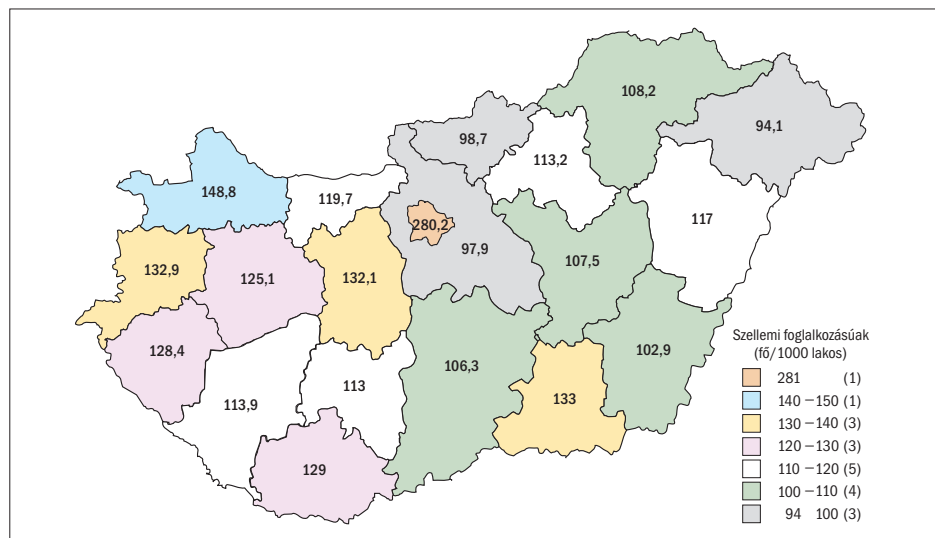 108,2
98,7
94,1
113,2
148,8
119,7
117
280,2
97,9
132,9
125,1
132,1
107,5
128,4
106,3
102,9
113,9
113
133
129
Szellemi foglalkozásúak
(fő/1000 lakos)
281 (1)
140 – 150 (1)
130 – 140 (3)
120 – 130 (3)
110 – 120 (5)
100 – 110 (4)
94 100 (3)